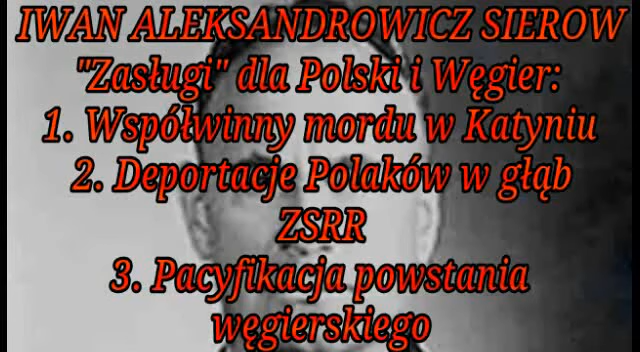 IWAN ALEKSANDROWICZ SIEROW
"Zasługi" dla Polski i Węgier:
1. Współwinny mordu w Katyniu
2. Deportacje Polaków w głąb
ZSRR
3. Pacyfikacja powstania
węgierskiego